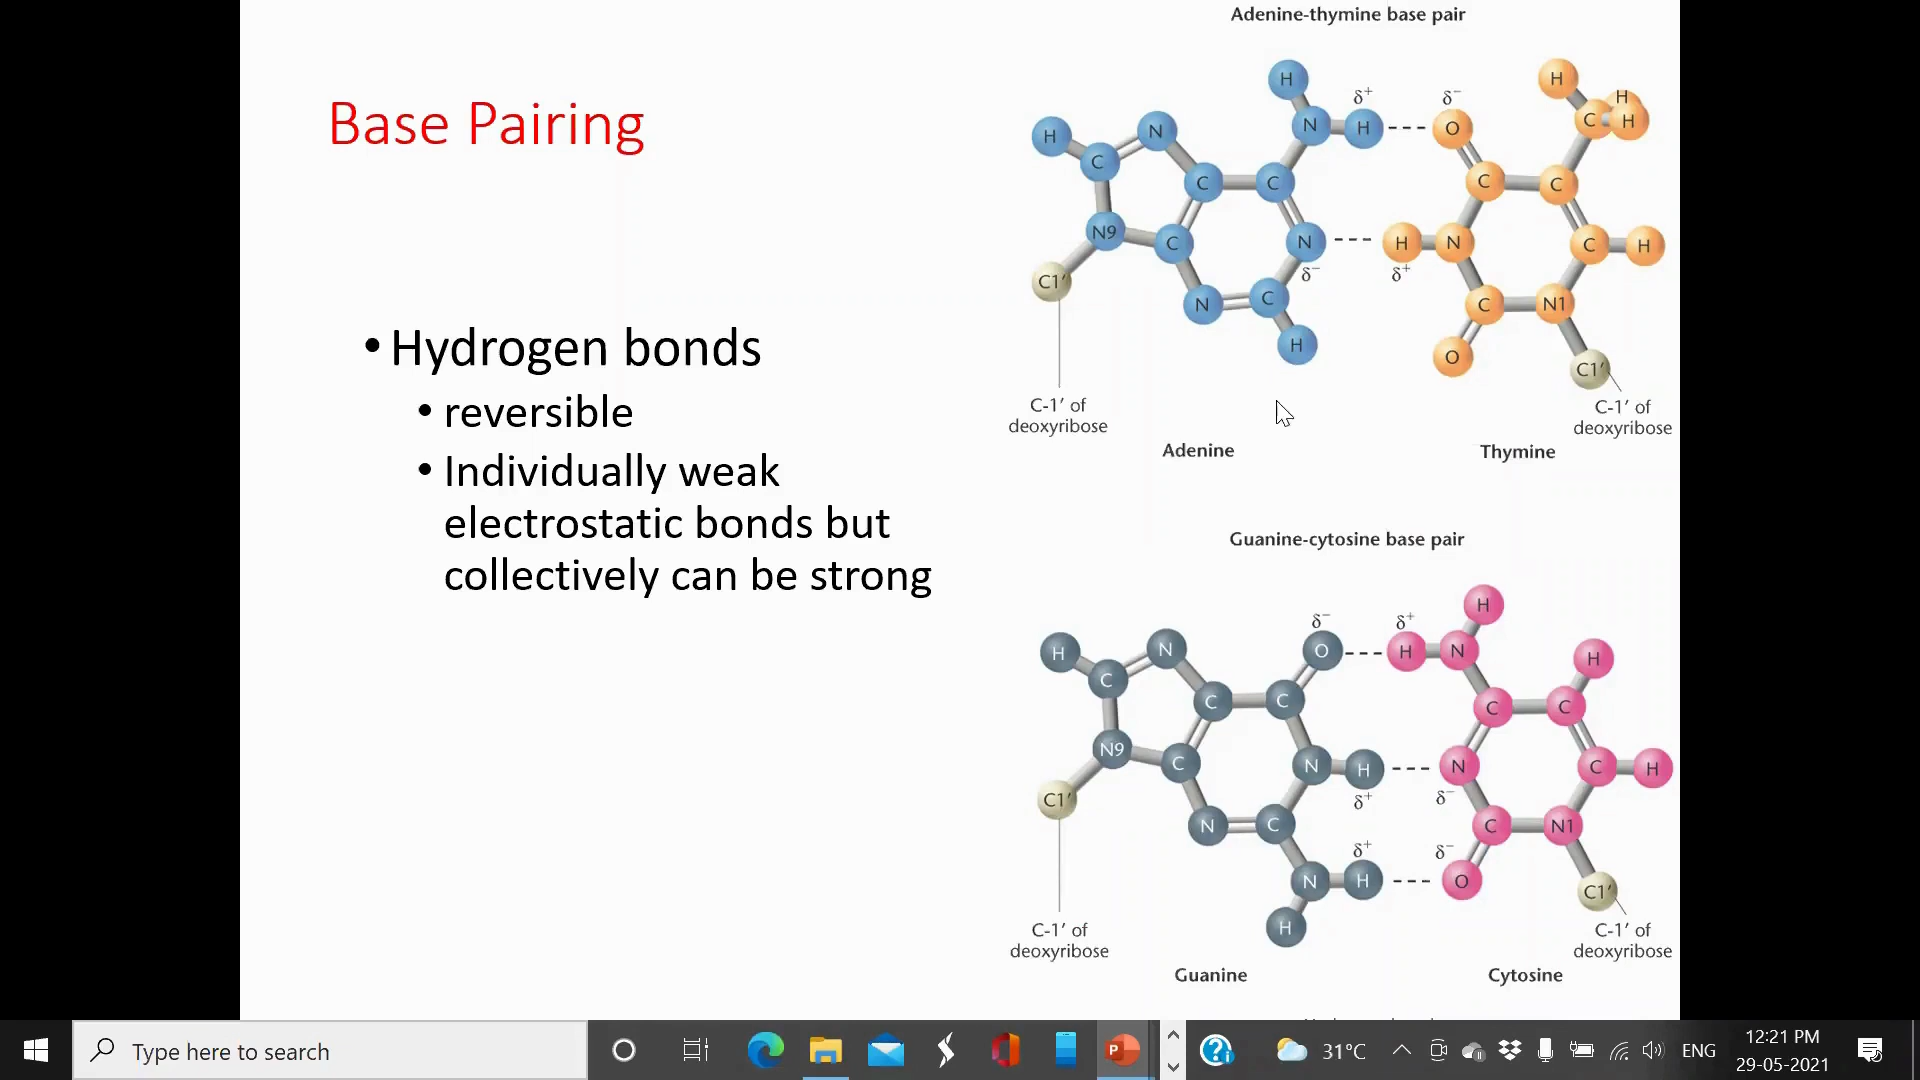 Base Pairing
• Hydrogen bonds
• reversible
• Individually weak
electrostatic bonds but
collectively can be strong
Adenine-thymine base pair
H
H
C
N
N9
C
C
C
N
C
N
H
N
H
δ+
δ−
C1′
C-1′ of
deoxyribose
Adenine
δ−
O
H
δ+
N
C
C
O
N1
C
H
C
C
H
H
H
C1′
C-1′ of
deoxyribose
Thymine
Guanine-cytosine base pair
H
C
N
N9
C
C
C
O
δ−
N
H
δ+
C
N
N
H
δ+
H
C1′
C-1′ of
deoxyribose
Guanine
H
δ+
H
N
C
C
H
N
δ−
C
H
C
N1
δ−
O
C1′
C-1′ of
deoxyribose
Cytosine
Type here to search
31°C
ENG
12:21 PM
29-05-2021